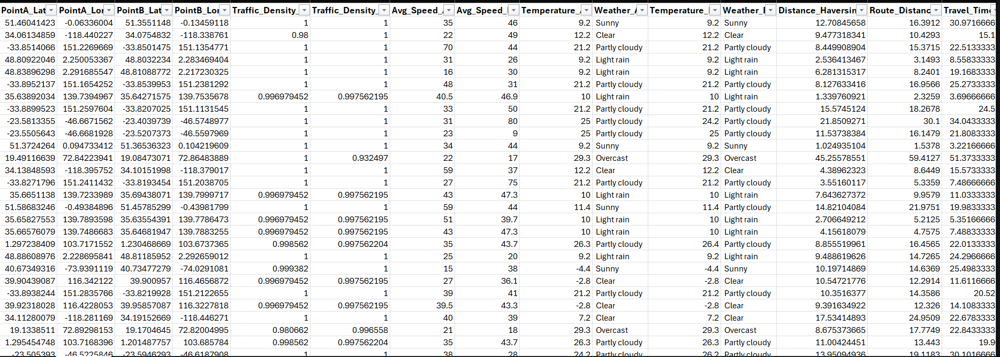 PointA_Lat PointA_Lon PointB_Lat PointB_Lon Traffic_Density_ Traffic_Density_ Avg_Speed_ Avg_Speed_ Temperature_ Weather_A Temperature_ Weather_ Distance_Haversin Route_Distanc Travel_Time
51.46041423 -0.06336004 51.3551148 -0.13459118 1 1 35 46 9.2 Sunny 9.2 Sunny 12.70845658 16.3912 30.9716666
34.06134859 -118.440227 34.0754832 -118.338761 0.98 1 22 49 12.2 Clear 12.2 Clear 9.477318341 10.4293 15.1
-33.8514066 151.2269669 -33.8501475 151.1354771 1 1 70 44 21.2 Partly cloudy 21.2 Partly cloudy 8.449908904 15.3715 22.5133333
48.80922046 2.250053367 48.8032234 2.283469404 1 1 31 26 9.2 Light rain 9.2 Light rain 2.536413467 3.1493 8.55833333
48.83896298 2.291685547 48.81088772 2.217230325 1 1 16 30 9.2 Light rain 9.2 Light rain 6.281315317 8.2401 19.1683333
-33.8952137 151.1654252 -33.8539953 151.2381292 1 1 48 31 21.2 Partly cloudy 21.2 Partly cloudy 8.127633416 16.9566 25.2733333
35.63892034 139.7394967 35.64271575 139.7535678 0.996979452 0.997562195 40.5 46.9 10 Light rain 10 Light rain 1.339760921 2.3259 3.69666666
-33.8899523 151.2597604 -33.8207025 151.1131545 1 1 33 50 21.2 Partly cloudy 21.2 Partly cloudy 15.5745124 18.2678 24.5
-23.5813355 -46.6671562 -23.4039739 -46.5748977 1 1 31 80 25 Partly cloudy 24.2 Partly cloudy 21.8509271 30.1 34.0433333
-23.5505643 -46.6681928 -23.5207373 -46.5597969 1 1 23 9 25 Partly cloudy 25 Partly cloudy 11.53738384 16.1479 21.8083333
51.3724264 0.094733412 51.36536323 0.104219609 1 1 34 44 9.2 Sunny 9.2 Sunny 1.024935104 1.5378 3.22166666
19.49116639 72.84223941 19.08473071 72.86483889 1 0.932497 22 17 29.3 Overcast 29.3 Overcast 45.25578551 59.4127 51.3733333
34.13848593 -118.395752 34.10151998 -118.379017 1 1 59 37 12.2 Clear 12.2 Clear 4.38962323 8.6449 15.5733333
-33.8271796 151.2411432 -33.8193454 151.2038705 1 1 27 75 21.2 Partly cloudy 21.2 Partly cloudy 3.55160117 5.3359 7.48666666
35.6651138 139.7233989 35.69438071 139.7999717 0.996979452 0.997562195 43 47.3 10 Light rain 10 Light rain 7.643627372 9.9579 11.0333333
51.58683246 -0.49384896 51.45785299 -0.43981799 1 1 59 44 11.4 Sunny 11.4 Partly cloudy 14.82104084 21.9751 19.9833333
35.65827553 139.7893598 35.63554391 139.7786473 0.996979452 0.997562195 51 39.7 10 Light rain 10 Light rain 2.706649212 5.2125 5.35166666
35.66576079 139.7486683 35.64681947 139.7883255 0.996979452 0.997562195 43 47.3 10 Light rain 10 Light rain 4.15618079 4.7575 7.48833333
1.297238409 103.7171552 1.230468669 103.6737365 0.998562 0.997562204 35 43.7 26.3 Partly cloudy 26.4 Partly cloudy 8.855519961 16.4565 22.0133333
48.88608976 2.228695841 48.81185952 2.292659012 1 1 25 20 9.2 Light rain 9.2 Light rain 9.488619626 14.7265 24.2966666
40.67349316 -73.9391119 40.73477279 -74.0291081 0.999382 1 15 38 -4.4 Sunny -4.4 Sunny 10.19714869 14.6369 25.4983333
39.90439087 116.342122 39.900957 116.4656872 0.996979452 0.997562195 27 36.1 -2.8 Clear -2.8 Clear 10.54721776 12.2914 11.6116666
-33.8938244 151.2835766 -33.8219928 151.2122655 1 1 39 41 21.2 Partly cloudy 21.2 Partly cloudy 10.3516377 14.3586 20.52
39.92318028 116.4228053 39.95857087 116.3227818 0.996979452 0.997562195 39.5 43.3 -2.8 Clear -2.8 Clear 9.391634922 12.326 14.1083333
34.11280079 -118.281169 34.19152669 -118.446271 1 1 40 39 7.2 Clear 7.2 Clear 17.53414893 24.9509 22.6783333
19.1338511 72.89298153 19.1704645 72.82004995 0.980662 0.996558 21 18 29.3 Overcast 29.3 Overcast 8.675373665 17.7749 22.8433333
1.295454748 103.7168396 1.201487757 103.685784 0.998562 0.997562204 35 43.7 26.3 Partly cloudy 26.3 Partly cloudy 11.00424451 13.443 19.9
-23.505393 -46.5225846 -23.5946293 -46.6187908 1 1 38 28 24.2 Partly cloudy 26.2 Partly cloudy 13.95094936 19.1183 30.1016666